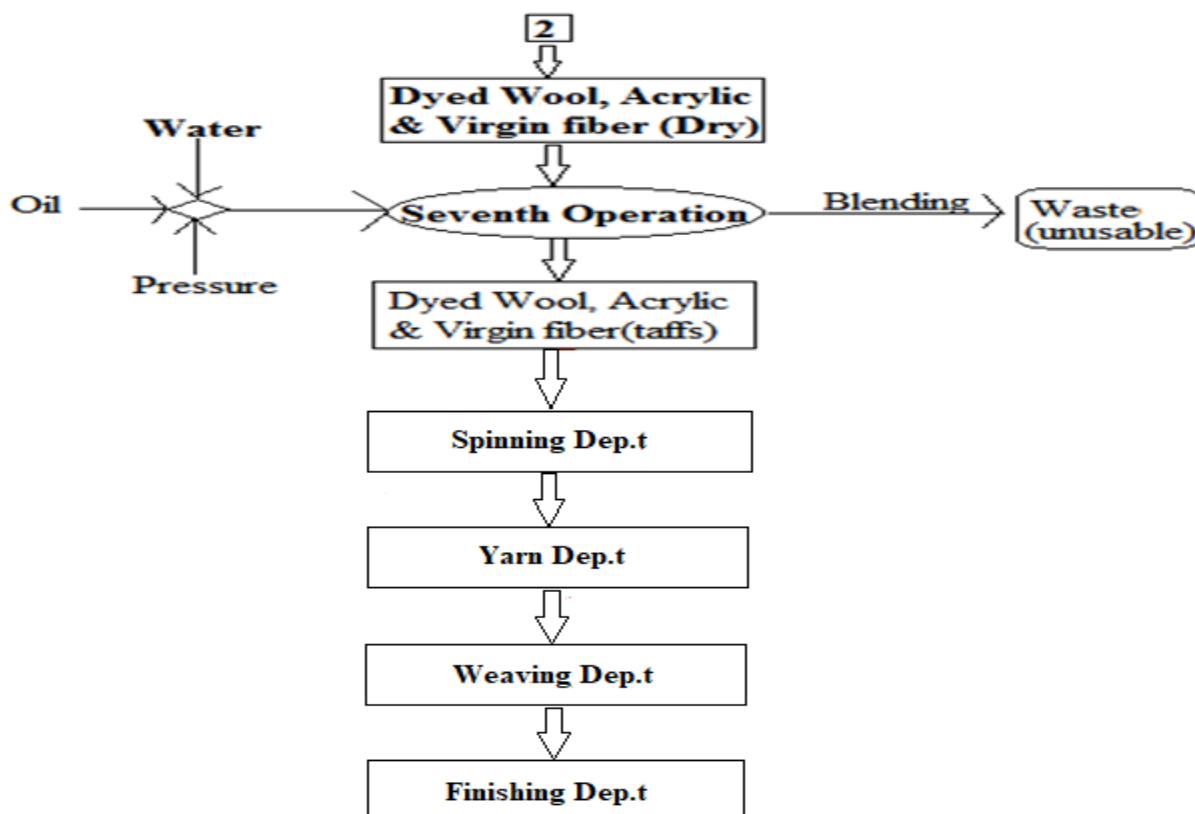 2
Dyed Wool, Acrylic
& Virgin fiber (Dry)
Water
Oil
Seventh Operation
Blending
Waste
(unusable)
Pressure
Dyed Wool, Acrylic
& Virgin fiber(taffs)
Spinning Dep.t
Yarn Dep.t
Weaving Dep.t
Finishing Dep.t